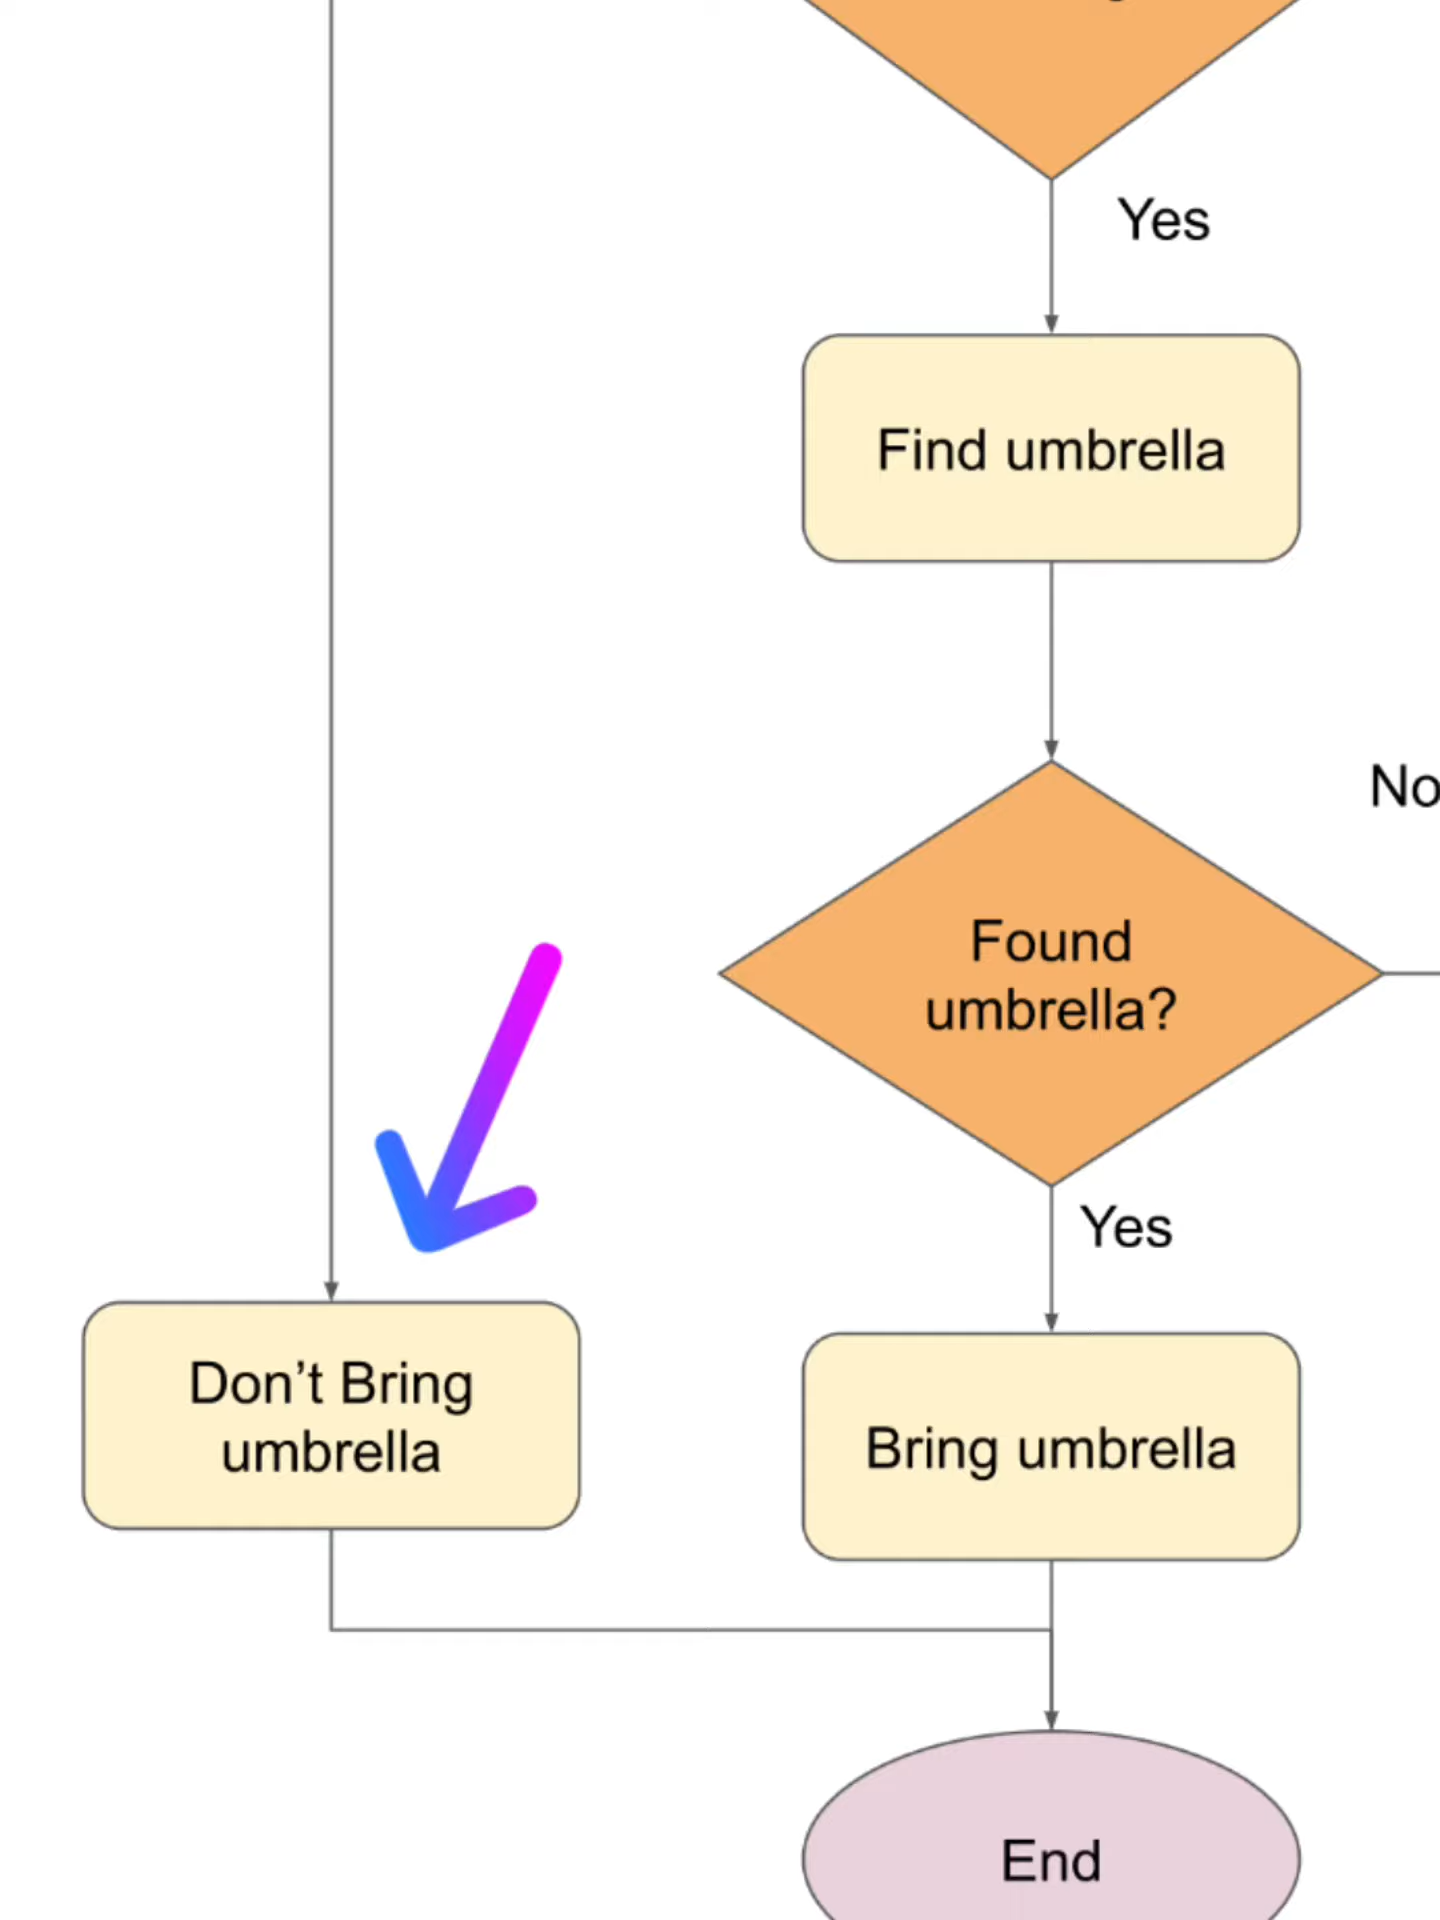 Yes
Find umbrella
No
Found
umbrella?
Yes
Don’t Bring
umbrella
Bring umbrella
End